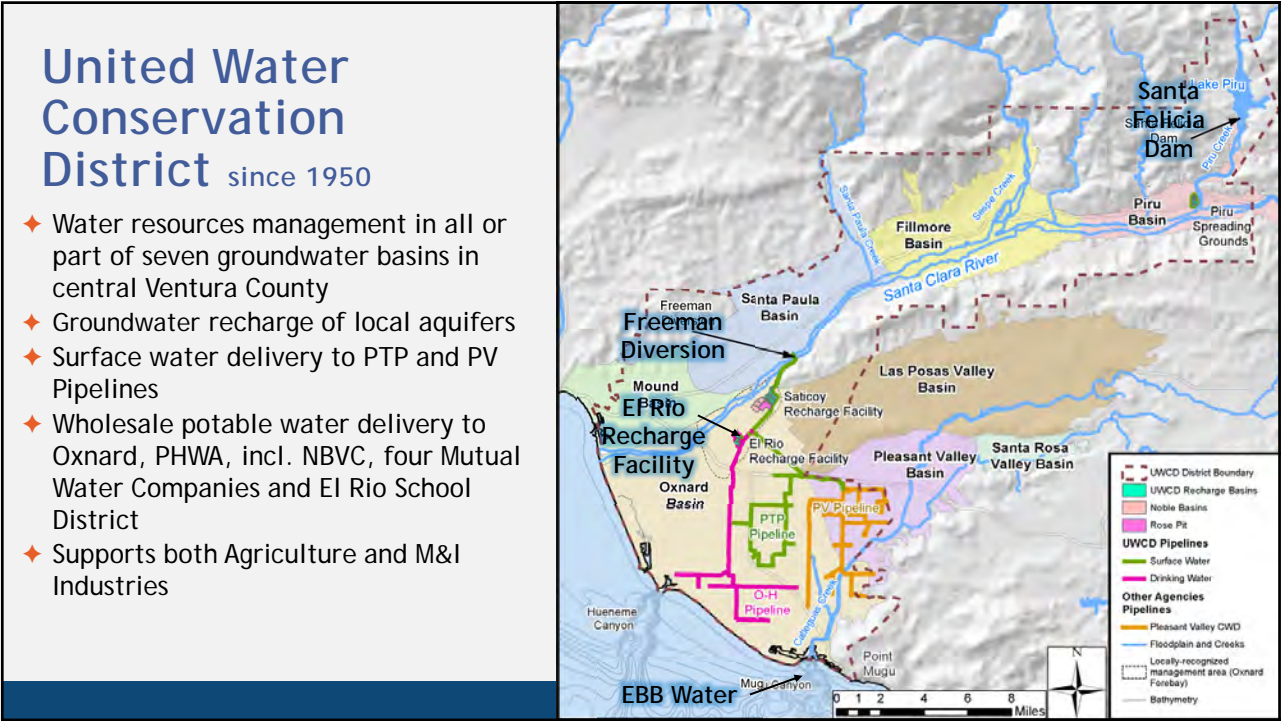 United Water
Conservation
District since 1950
Water resources management in all or
part of seven groundwater basins in
central Ventura County
Groundwater recharge of local aquifers
Surface water delivery to PTP and PV
Pipelines
Wholesale potable water delivery to
Oxnard, PHWA, incl. NBVC, four Mutual
Water Companies and El Rio School
District
Supports both Agriculture and M&I
Industries
Lake Piru
Santa
Felicia
Dam
Dam
Piru Creek
Santa Paula Creek
Sespe Creek
Piru
Basin
Piru
Spreading
Grounds
Fillmore
Basin
Santa Clara River
Santa Paula
Basin
Freeman
Freeman
Diversion
Las Posas Valley
Basin
Mound
Saticoy
Recharge Facility
El Rio
Recharge
Facility
El Rio
Recharge Facility
Pleasant Valley
Basin
Santa Rosa
Valley Basin
Oxnard
Basin
PTP
Pipeline
PV Pipeline
O-H
Pipeline
Calleguas Creek
Hueneme
Canyon
Point
Mugu
Mugu Canyon
EBB Water
UWCD District Boundary
UWCD Recharge Basins
Noble Basins
Rose Pit
UWCD Pipelines
Surface Water
Drinking Water
Other Agencies
Pipelines
Pleasant Valley CWD
Floodplain and Creeks
Locally-recognized
management area (Oxnard
Forebay)
Bathymetry
N
0 1 2 4 6 8
Miles